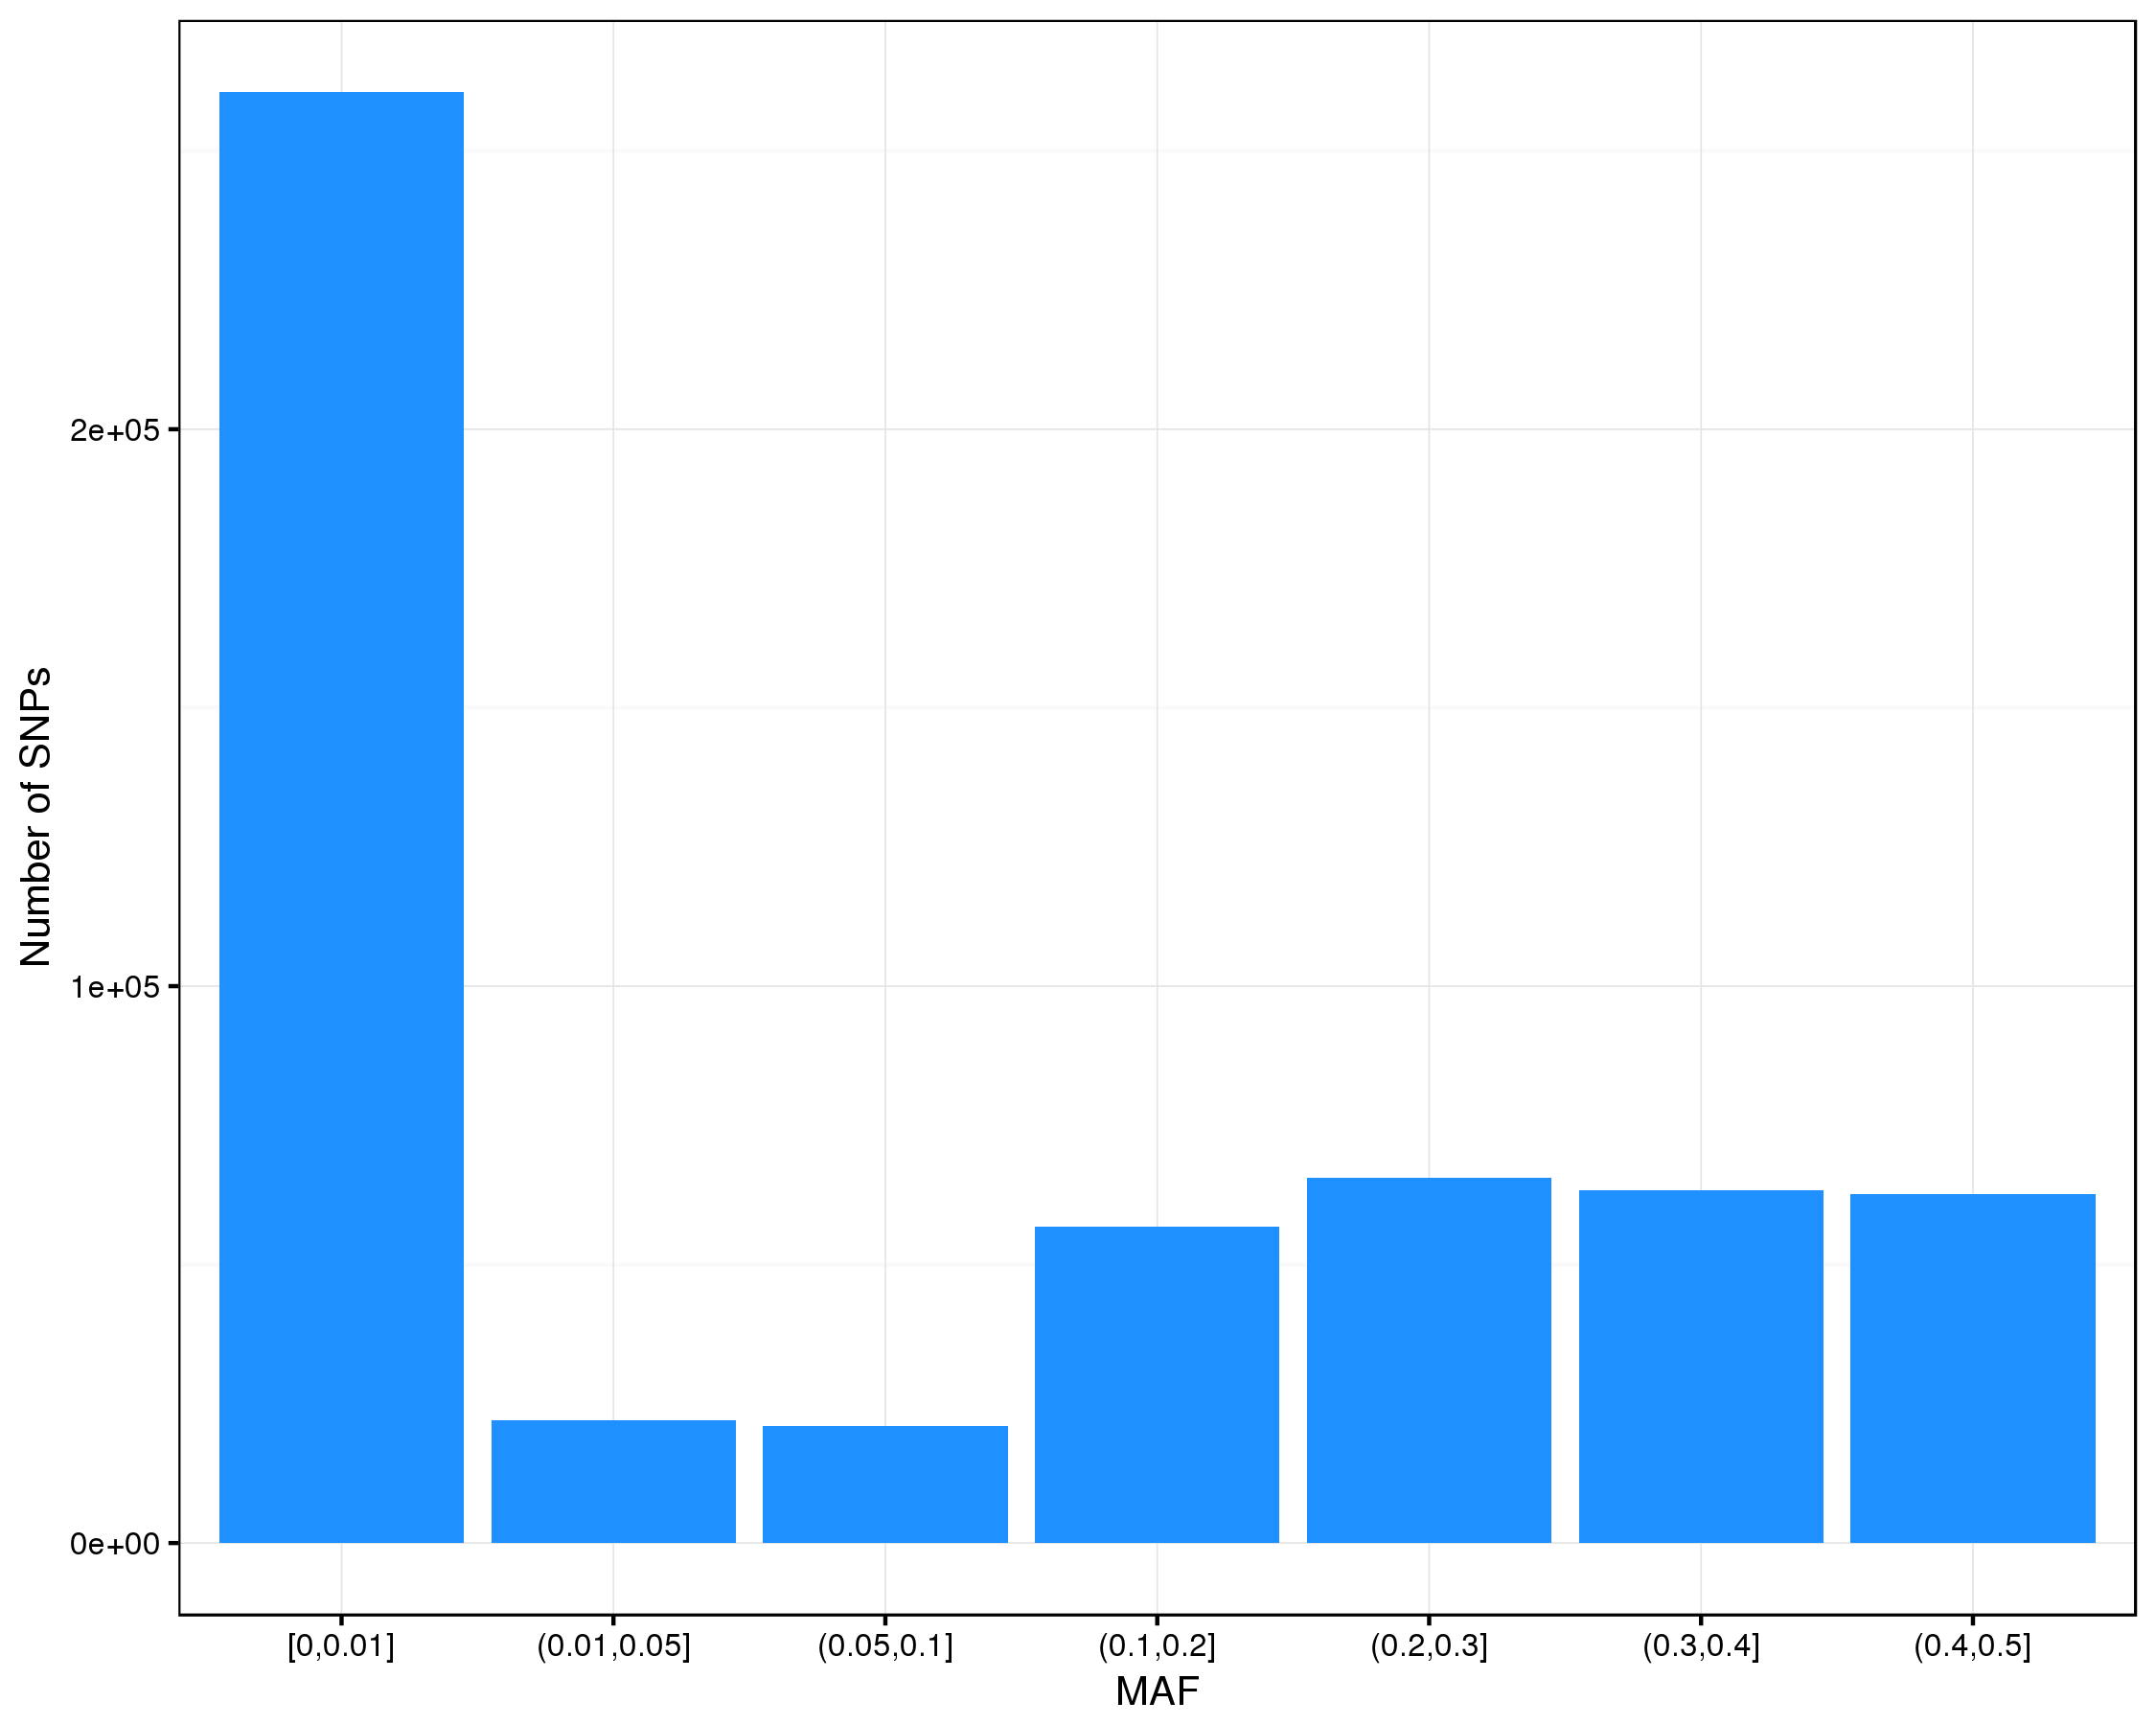 Number of SNPs
2e+05
1e+05
0e+00
[0,0.01] (0.01,0.05] (0.05,0.1] (0.1,0.2] (0.2,0.3] (0.3,0.4] (0.4,0.5]
MAF